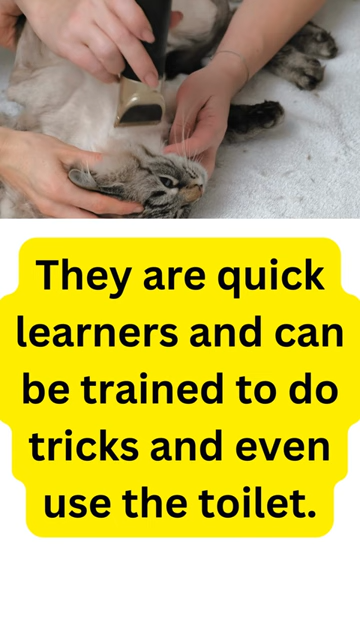 They are quick
learners and can
be trained to do
tricks and even
use the toilet.